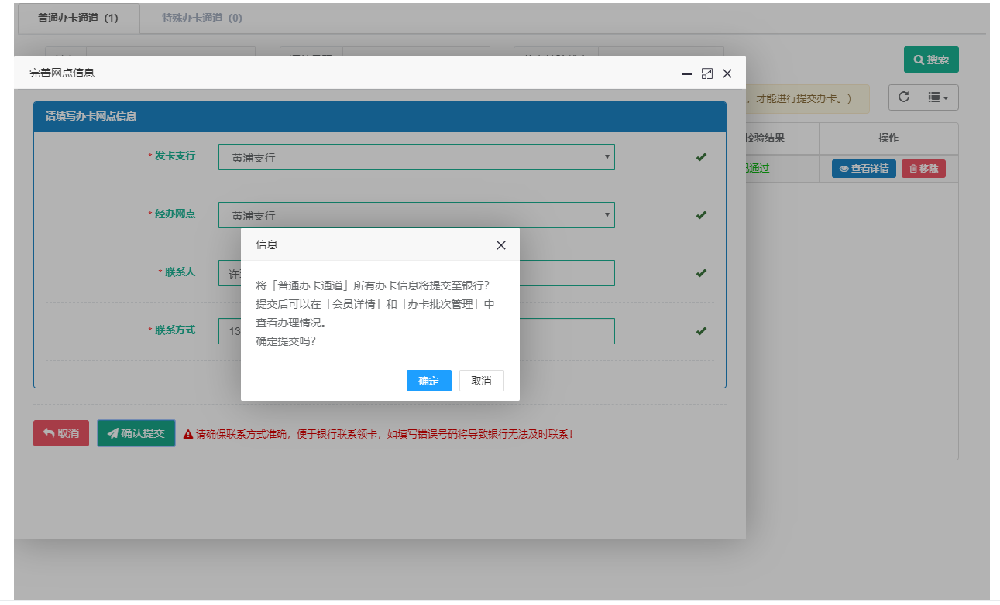 普通办卡通道 (1)
特殊办卡通道 (0)
搜索
完善网点信息
，才能进行提交办卡。)
请填写办卡网点信息
校验结果
操作
* 发卡支行
黄浦支行
已通过
查看详情
移除
* 经办网点
黄浦支行
信息
* 联系人
许
将「普通办卡通道」所有办卡信息将提交至银行?
提交后可以在「会员详情」和「办卡批次管理」中
查看办理情况。
确定提交吗?
* 联系方式
13
确定
取消
取消
确认提交
请确保联系方式准确，便于银行联系领卡，如填写错误号码将导致银行无法及时联系!